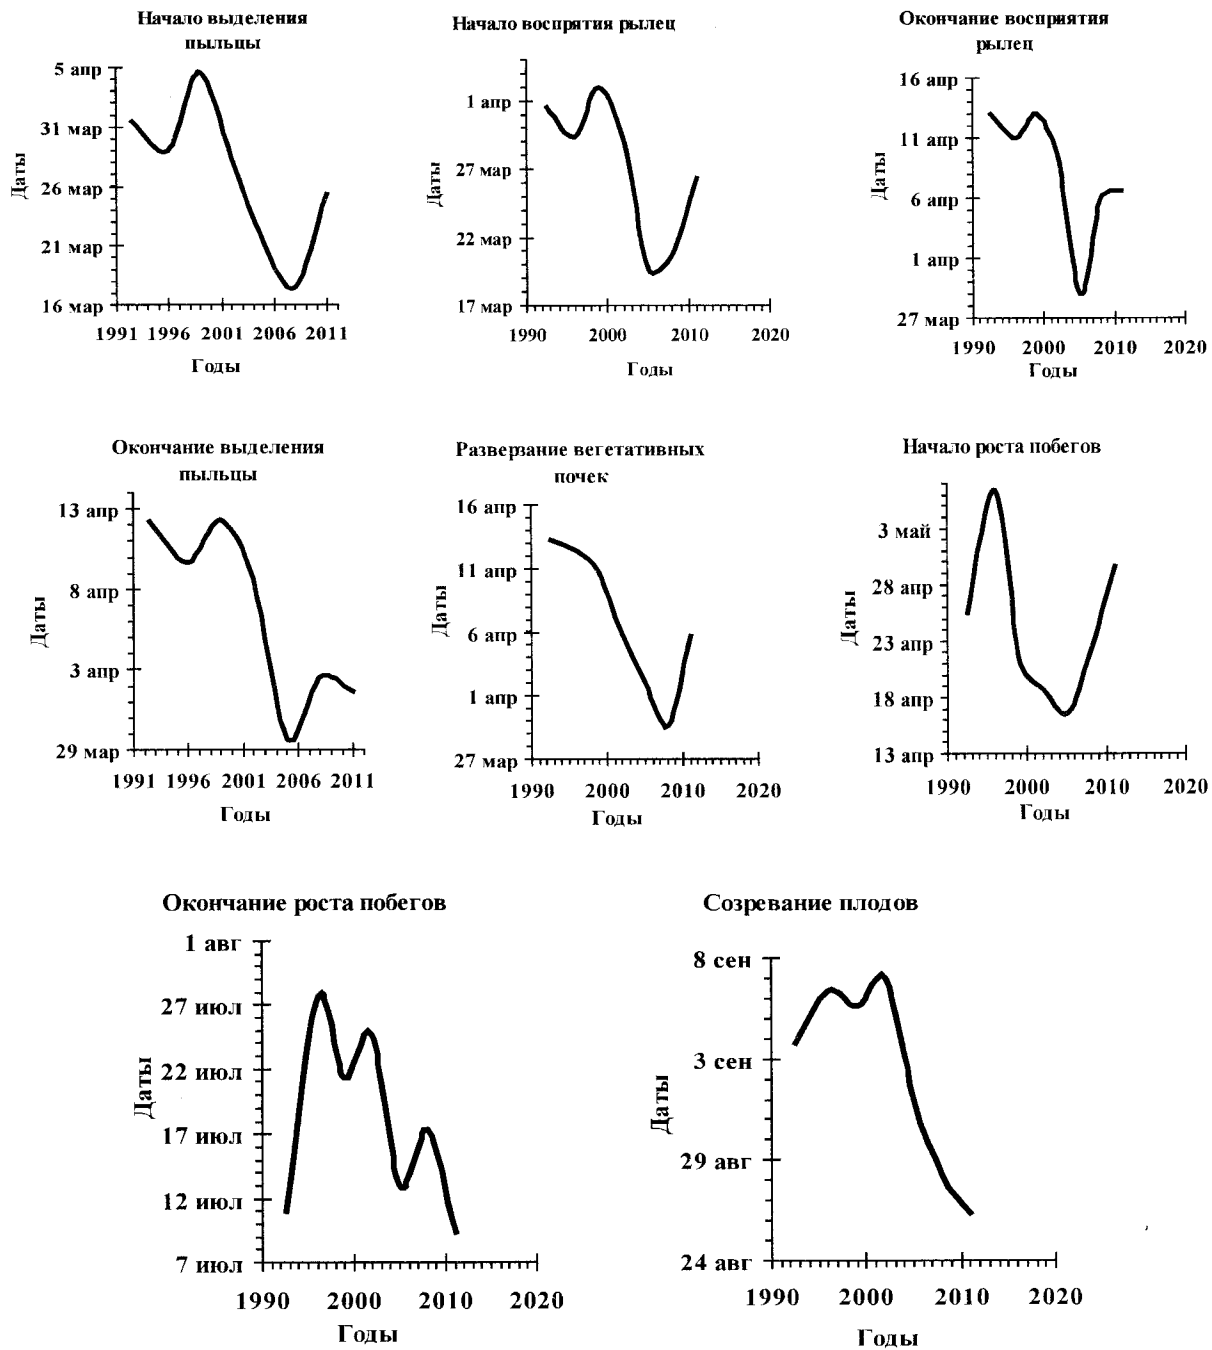 Начало выделения
пыльцы
5 апр
31 мар
26 мар
21 мар
16 мар
Даты
1991 1996 2001 2006 2011
Годы
Начало воспрятия рылец
1 апр
27 мар
22 мар
17 мар
Даты
1990 2000 2010 2020
Годы
Окончание восприятия
рылец
16 апр
11 апр
6 апр
1 апр
27 мар
Даты
1990 2000 2010 2020
Годы
Окончание выделения
пыльцы
13 апр
8 апр
3 апр
29 мар
Даты
1991 1996 2001 2006 2011
Годы
Разверзание вегетативных
почек
16 апр
11 апр
6 апр
1 апр
27 мар
Даты
1990 2000 2010 2020
Годы
Начало роста побегов
3 май
28 апр
23 апр
18 апр
13 апр
Даты
1990 2000 2010 2020
Годы
Окончание роста побегов
1 авг
27 июл
22 июл
17 июл
12 июл
7 июл
Даты
1990 2000 2010 2020
Годы
Созревание плодов
8 сен
3 сен
29 авг
24 авг
Даты
1990 2000 2010 2020
Годы